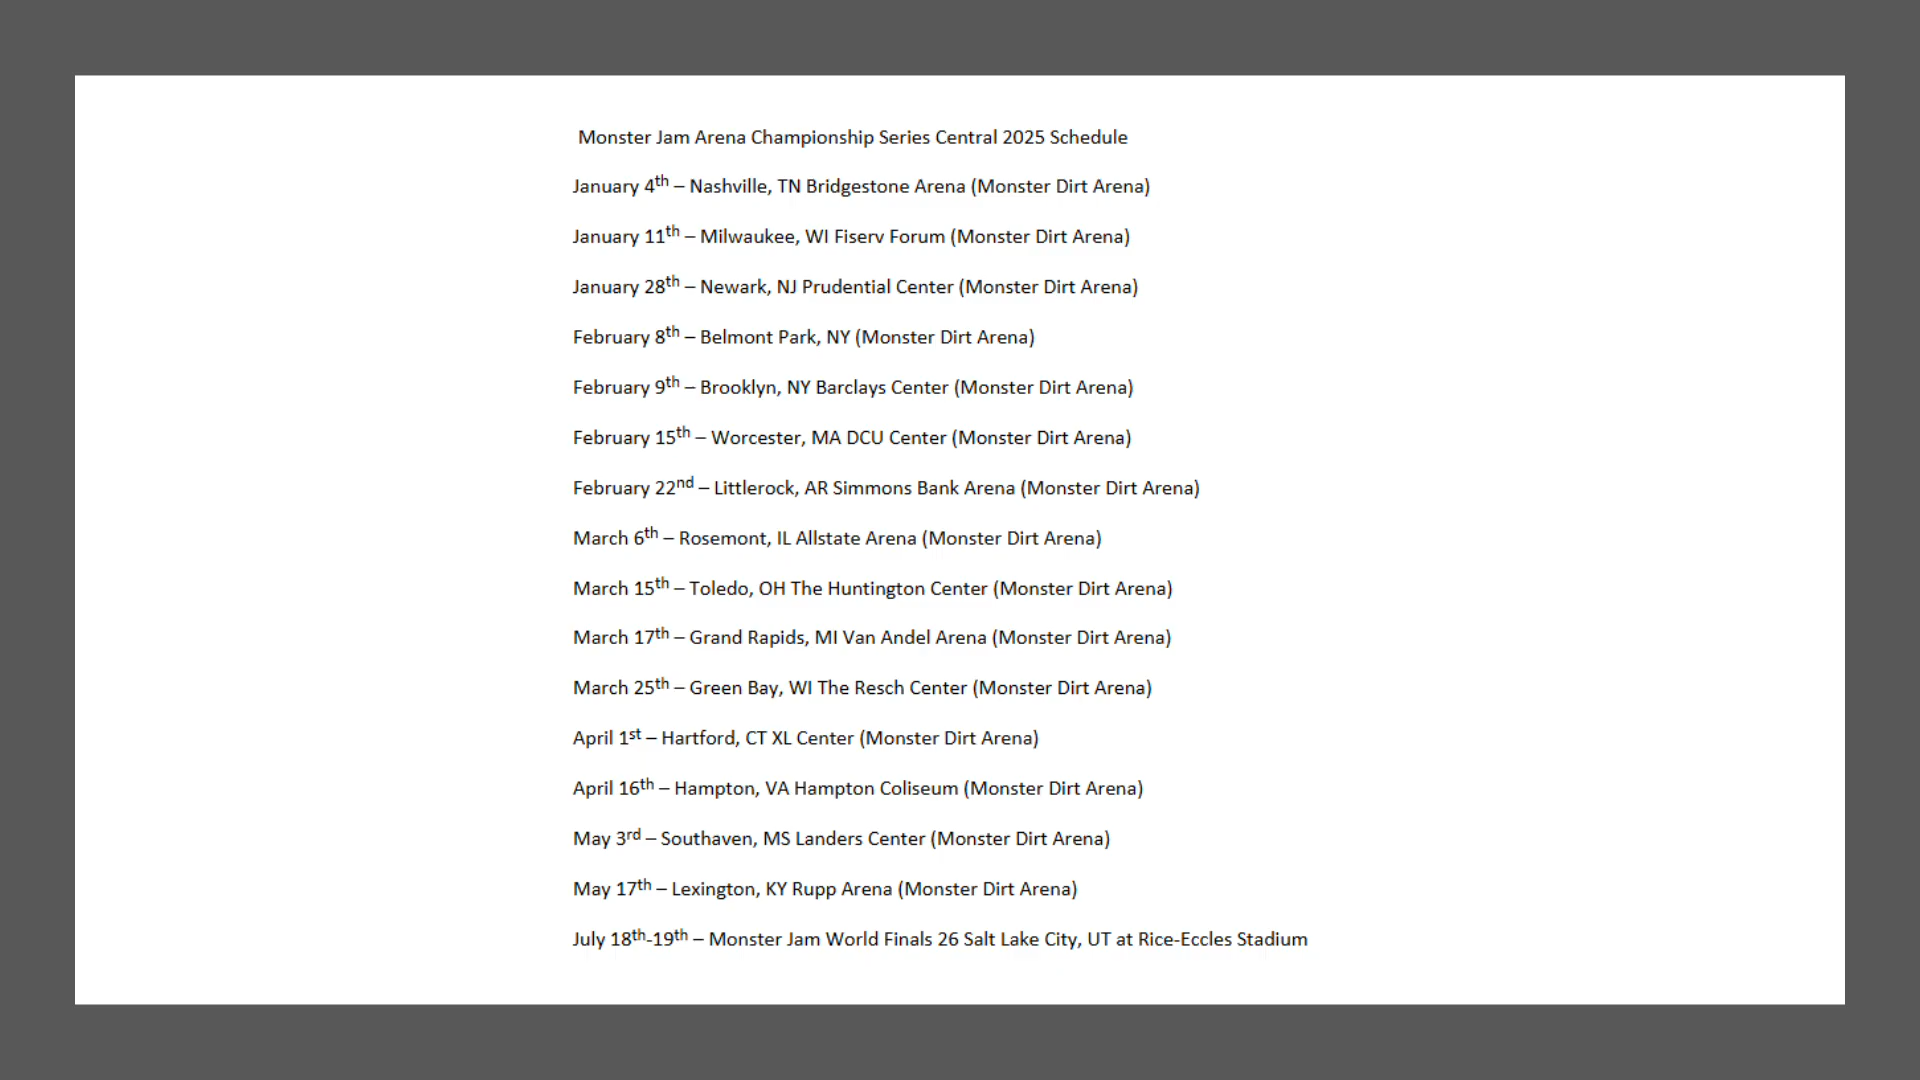 Monster Jam Arena Championship Series Central 2025 Schedule
January 4th – Nashville, TN Bridgestone Arena (Monster Dirt Arena)
January 11th – Milwaukee, WI Fiserv Forum (Monster Dirt Arena)
January 28th – Newark, NJ Prudential Center (Monster Dirt Arena)
February 8th – Belmont Park, NY (Monster Dirt Arena)
February 9th – Brooklyn, NY Barclays Center (Monster Dirt Arena)
February 15th – Worcester, MA DCU Center (Monster Dirt Arena)
February 22nd – Littlerock, AR Simmons Bank Arena (Monster Dirt Arena)
March 6th – Rosemont, IL Allstate Arena (Monster Dirt Arena)
March 15th – Toledo, OH The Huntington Center (Monster Dirt Arena)
March 17th – Grand Rapids, MI Van Andel Arena (Monster Dirt Arena)
March 25th – Green Bay, WI The Resch Center (Monster Dirt Arena)
April 1st – Hartford, CT XL Center (Monster Dirt Arena)
April 16th – Hampton, VA Hampton Coliseum (Monster Dirt Arena)
May 3rd – Southaven, MS Landers Center (Monster Dirt Arena)
May 17th – Lexington, KY Rupp Arena (Monster Dirt Arena)
July 18th-19th – Monster Jam World Finals 26 Salt Lake City, UT at Rice-Eccles Stadium